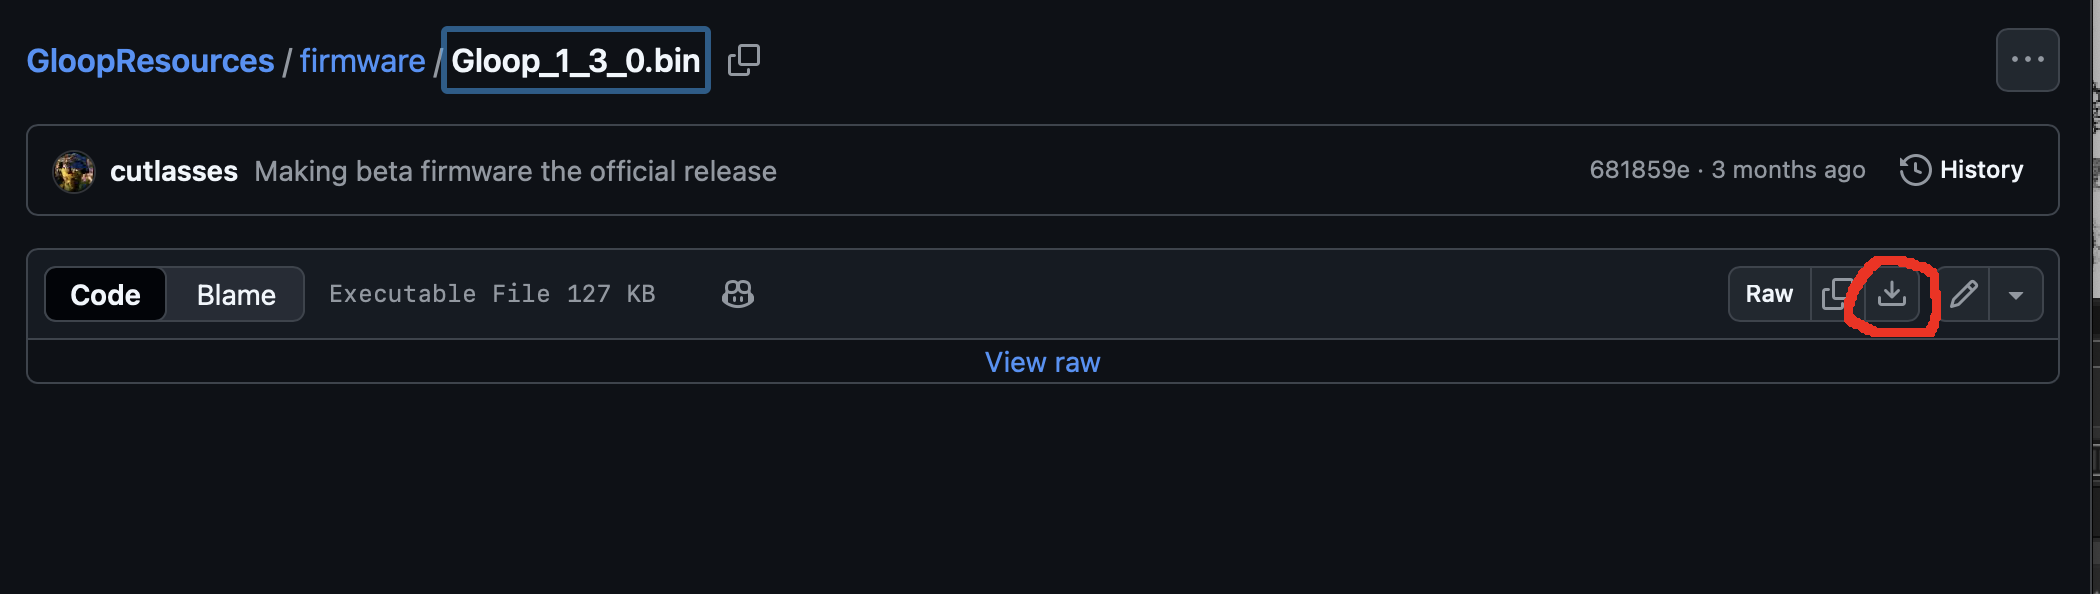 GloopResources / firmware / Gloop_1_3_0.bin
cutlasses Making beta firmware the official release 681859e · 3 months ago History
Code Blame Executable File 127 KB Raw
View raw